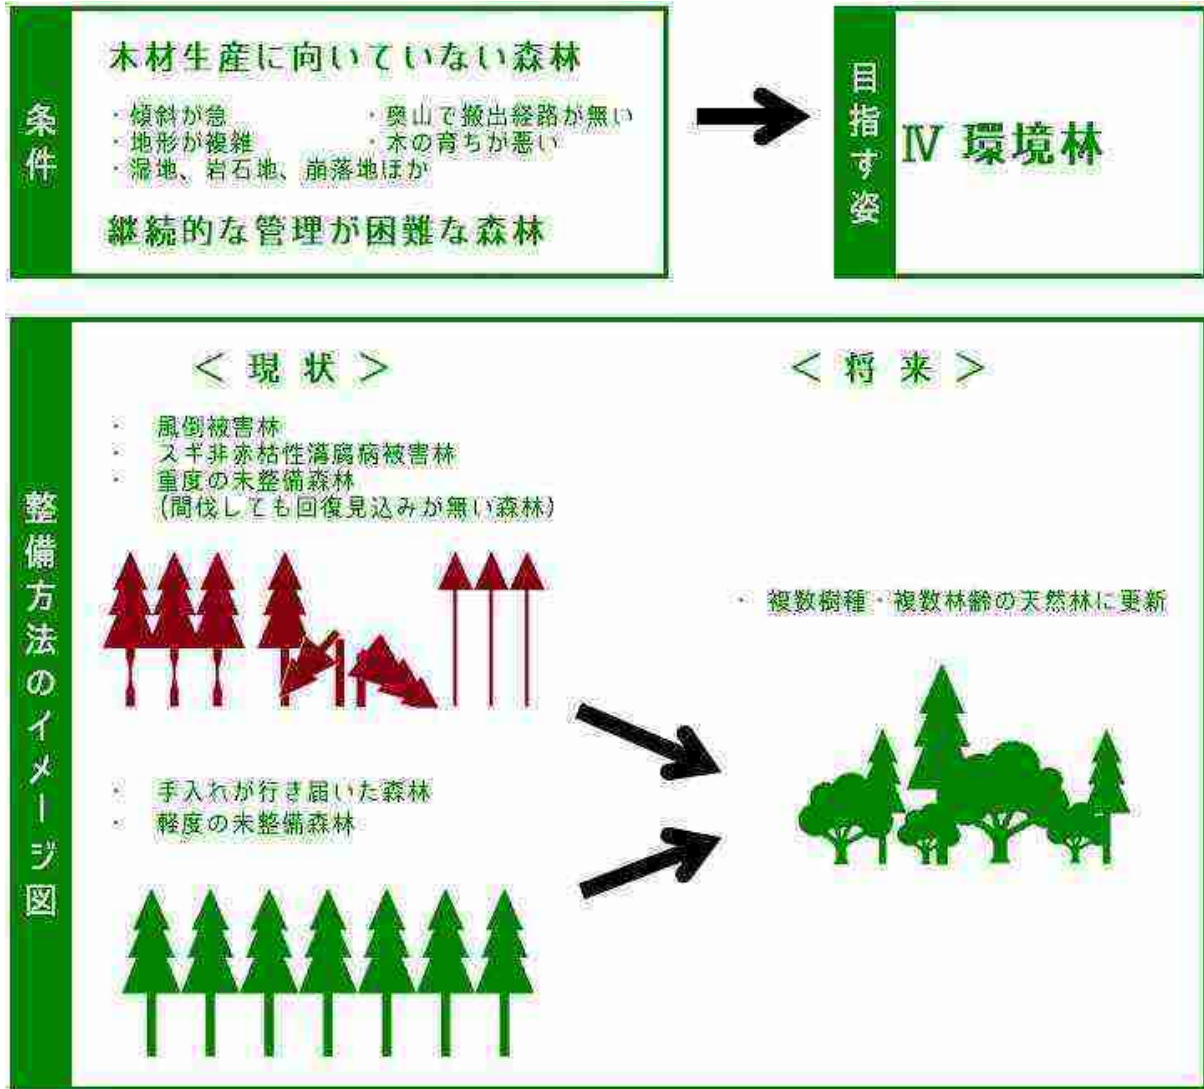 条件
木材生産に向いていない森林
・傾斜が急 ・奥山で搬出経路が無い
・地形が複雑 ・木の育ちが悪い
・湿地、岩石地、崩落地ほか
継続的な管理が困難な森林
目指す姿
Ⅳ 環境林
整備方法のイメージ図
＜現状＞
・ 風倒被害林
・ スギ非赤枯性溝腐病被害林
・ 重度の未整備森林
(間伐しても回復見込みが無い森林)
・ 手入れが行き届いた森林
・ 軽度の未整備森林
＜将来＞
・ 複数樹種・複数林齢の天然林に更新